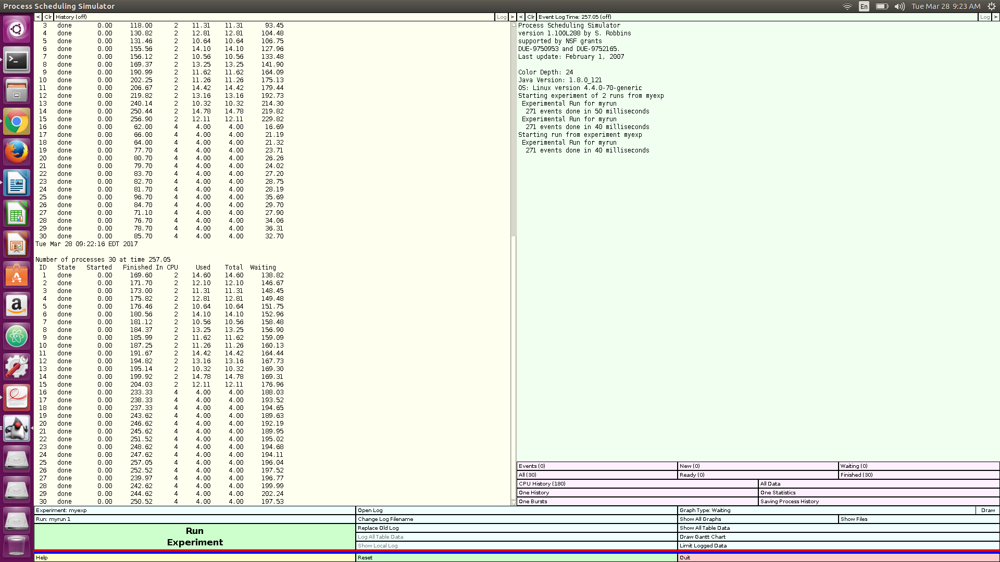 Process Scheduling Simulator
En
Tue Mar 28 9:23 AM
< Clr History (off) Log >
3 done 0.00 118.00 2 11.31 11.31 93.45
4 done 0.00 130.82 2 12.81 12.81 104.48
5 done 0.00 131.46 2 10.64 10.64 106.75
6 done 0.00 155.56 2 14.10 14.10 127.96
7 done 0.00 156.12 2 10.56 10.56 133.48
8 done 0.00 169.37 2 13.25 13.25 141.90
9 done 0.00 190.99 2 11.62 11.62 164.09
10 done 0.00 202.25 2 11.26 11.26 175.13
11 done 0.00 206.67 2 14.42 14.42 179.44
12 done 0.00 219.82 2 13.16 13.16 192.73
13 done 0.00 240.14 2 10.32 10.32 214.30
14 done 0.00 250.44 2 14.78 14.78 219.82
15 done 0.00 256.90 2 12.11 12.11 229.82
16 done 0.00 62.00 4 4.00 4.00 16.69
17 done 0.00 66.00 4 4.00 4.00 21.19
18 done 0.00 64.00 4 4.00 4.00 21.32
19 done 0.00 77.70 4 4.00 4.00 23.71
20 done 0.00 80.70 4 4.00 4.00 26.26
21 done 0.00 79.70 4 4.00 4.00 24.02
22 done 0.00 83.70 4 4.00 4.00 27.20
23 done 0.00 82.70 4 4.00 4.00 28.75
24 done 0.00 81.70 4 4.00 4.00 28.19
25 done 0.00 96.70 4 4.00 4.00 35.69
26 done 0.00 84.70 4 4.00 4.00 29.70
27 done 0.00 71.10 4 4.00 4.00 27.90
28 done 0.00 76.70 4 4.00 4.00 34.06
29 done 0.00 78.70 4 4.00 4.00 36.31
30 done 0.00 85.70 4 4.00 4.00 32.70
Tue Mar 28 09:22:16 EDT 2017
Number of processes 30 at time 257.05
ID State Started Finished In CPU Used Total Waiting
1 done 0.00 169.60 2 14.60 14.60 138.82
2 done 0.00 171.70 2 12.10 12.10 146.67
3 done 0.00 173.00 2 11.31 11.31 148.45
4 done 0.00 175.82 2 12.81 12.81 149.48
5 done 0.00 176.46 2 10.64 10.64 151.75
6 done 0.00 180.56 2 14.10 14.10 152.96
7 done 0.00 181.12 2 10.56 10.56 158.48
8 done 0.00 184.37 2 13.25 13.25 156.90
9 done 0.00 185.99 2 11.62 11.62 159.09
10 done 0.00 187.25 2 11.26 11.26 160.13
11 done 0.00 191.67 2 14.42 14.42 164.44
12 done 0.00 194.82 2 13.16 13.16 167.73
13 done 0.00 195.14 2 10.32 10.32 169.30
14 done 0.00 199.92 2 14.78 14.78 169.31
15 done 0.00 204.03 2 12.11 12.11 176.96
16 done 0.00 233.33 4 4.00 4.00 188.03
17 done 0.00 238.33 4 4.00 4.00 193.52
18 done 0.00 237.33 4 4.00 4.00 194.65
19 done 0.00 243.62 4 4.00 4.00 189.63
20 done 0.00 246.62 4 4.00 4.00 192.19
21 done 0.00 245.62 4 4.00 4.00 189.95
22 done 0.00 251.52 4 4.00 4.00 195.02
23 done 0.00 248.62 4 4.00 4.00 194.68
24 done 0.00 247.62 4 4.00 4.00 194.11
25 done 0.00 257.05 4 4.00 4.00 196.04
26 done 0.00 252.52 4 4.00 4.00 197.52
27 done 0.00 239.97 4 4.00 4.00 196.77
28 done 0.00 242.62 4 4.00 4.00 199.99
29 done 0.00 244.62 4 4.00 4.00 202.24
30 done 0.00 250.52 4 4.00 4.00 197.53
< Clr Event Log Time: 257.05 (off) Log >
Process Scheduling Simulator
version 1.100L288 by S. Robbins
supported by NSF grants
DUE-9750953 and DUE-9752165.
Last update: February 1, 2007
Color Depth: 24
Java Version: 1.8.0_121
OS: Linux version 4.4.0-70-generic
Starting experiment of 2 runs from myexp
Experimental Run for myrun
271 events done in 50 milliseconds
Experimental Run for myrun
271 events done in 40 milliseconds
Starting run from experiment myexp
Experimental Run for myrun
271 events done in 40 milliseconds
Events (0) New (0) Waiting (0)
All (30) Ready (0) Finished (30)
CPU History (180) All Data
One History One Statistics
One Bursts Saving Process History
Experiment: myexp Open Log Graph Type: Waiting Draw
Run: myrun 1 Change Log Filename Show All Graphs Show Files
Run
Experiment
Replace Old Log Show All Table Data
Log All Table Data Draw Gantt Chart
Show Local Log Limit Logged Data
Help Reset Quit